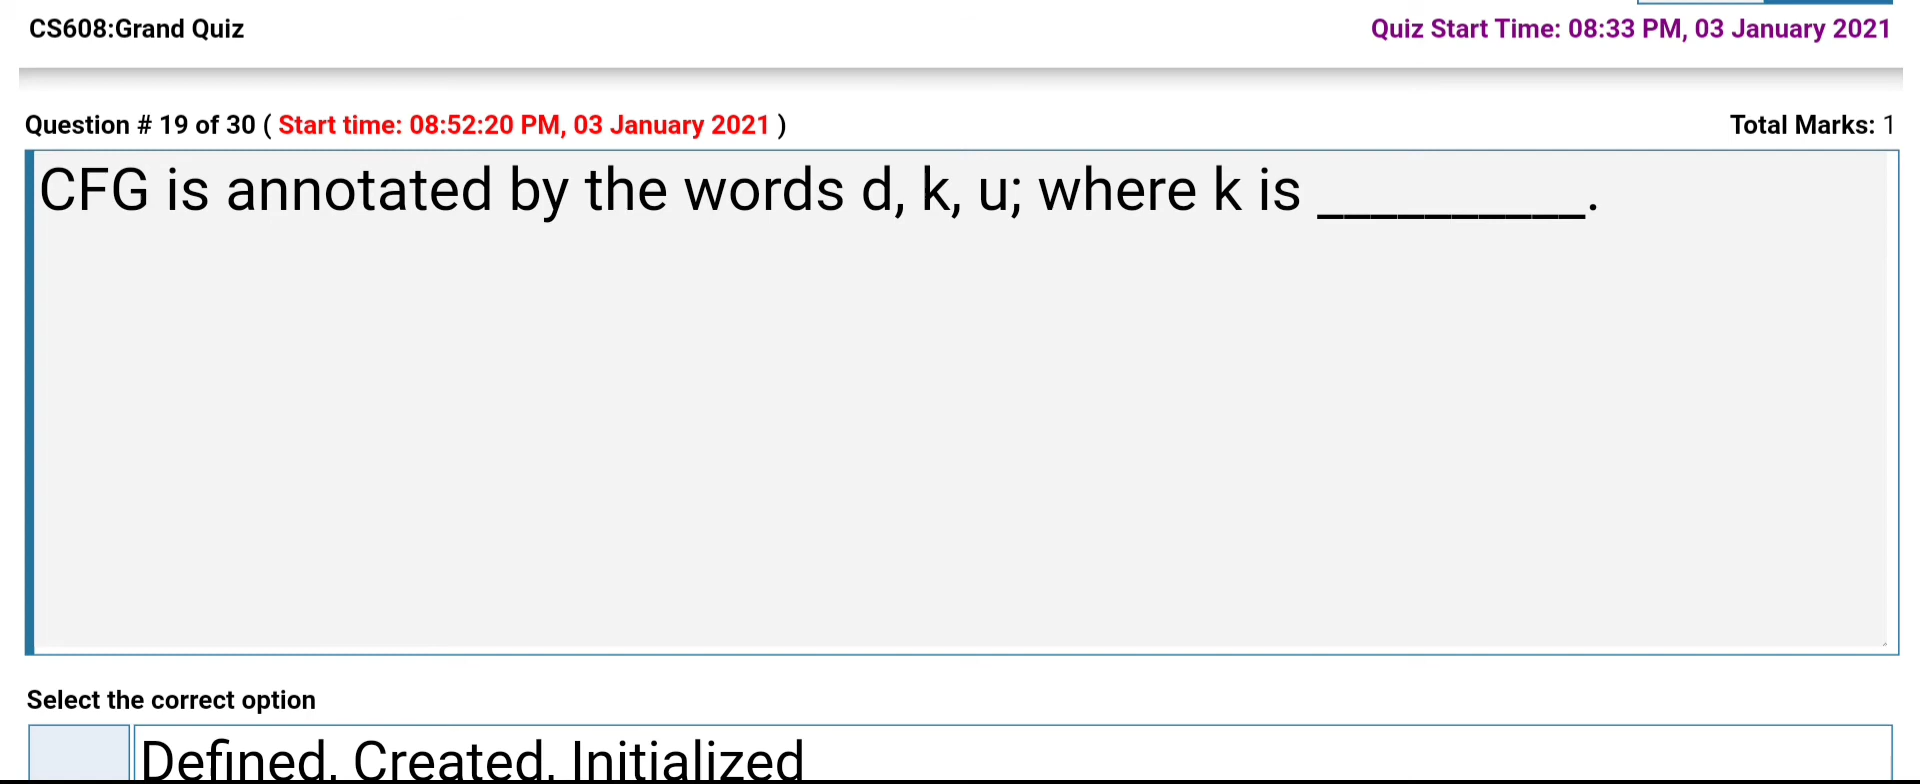 CS608:Grand Quiz
Quiz Start Time: 08:33 PM, 03 January 2021
Question # 19 of 30 ( Start time: 08:52:20 PM, 03 January 2021 )
Total Marks: 1
CFG is annotated by the words d, k, u; where k is __________.
Select the correct option
Defined, Created, Initialized